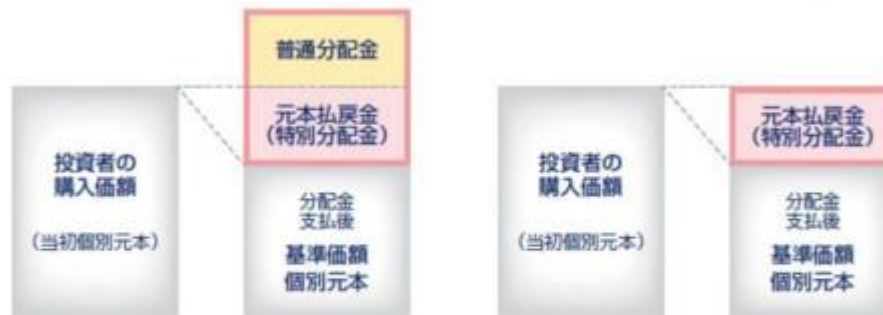 普通分配金
元本払戻金
(特別分配金)
投資者の
購入価額
(当初個別元本)
分配金
支払後
基準価額
個別元本
元本払戻金
(特別分配金)
投資者の
購入価額
(当初個別元本)
分配金
支払後
基準価額
個別元本